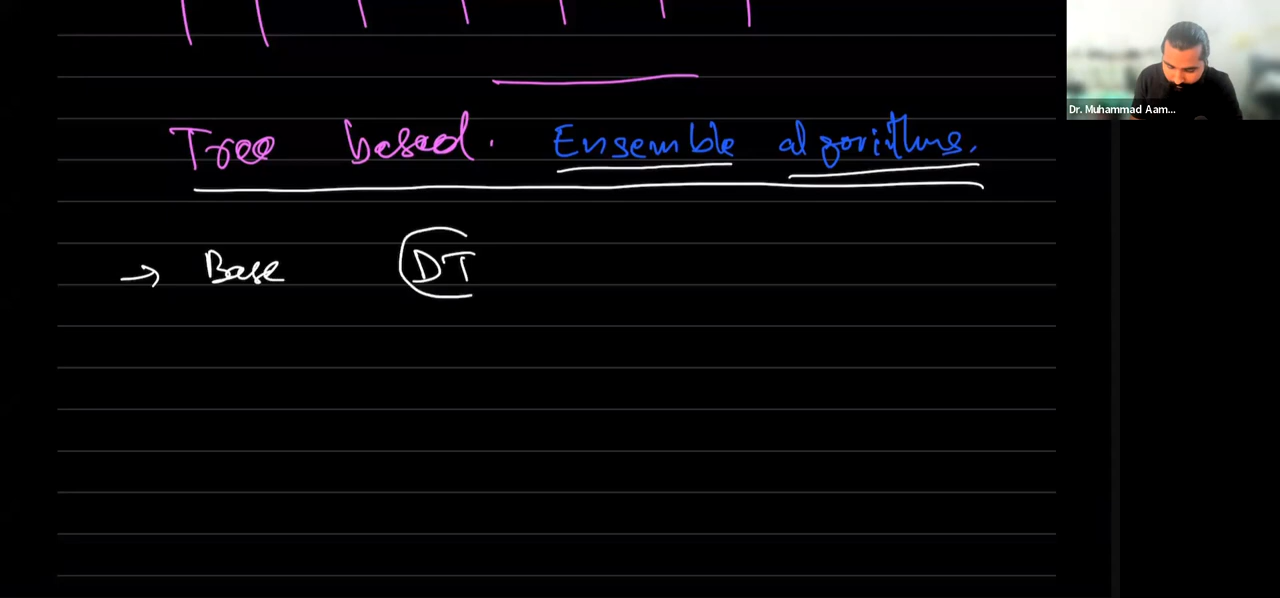 Dr. Muhammad Aam...
Tree based. Ensemble algorithms.
→ Base DT